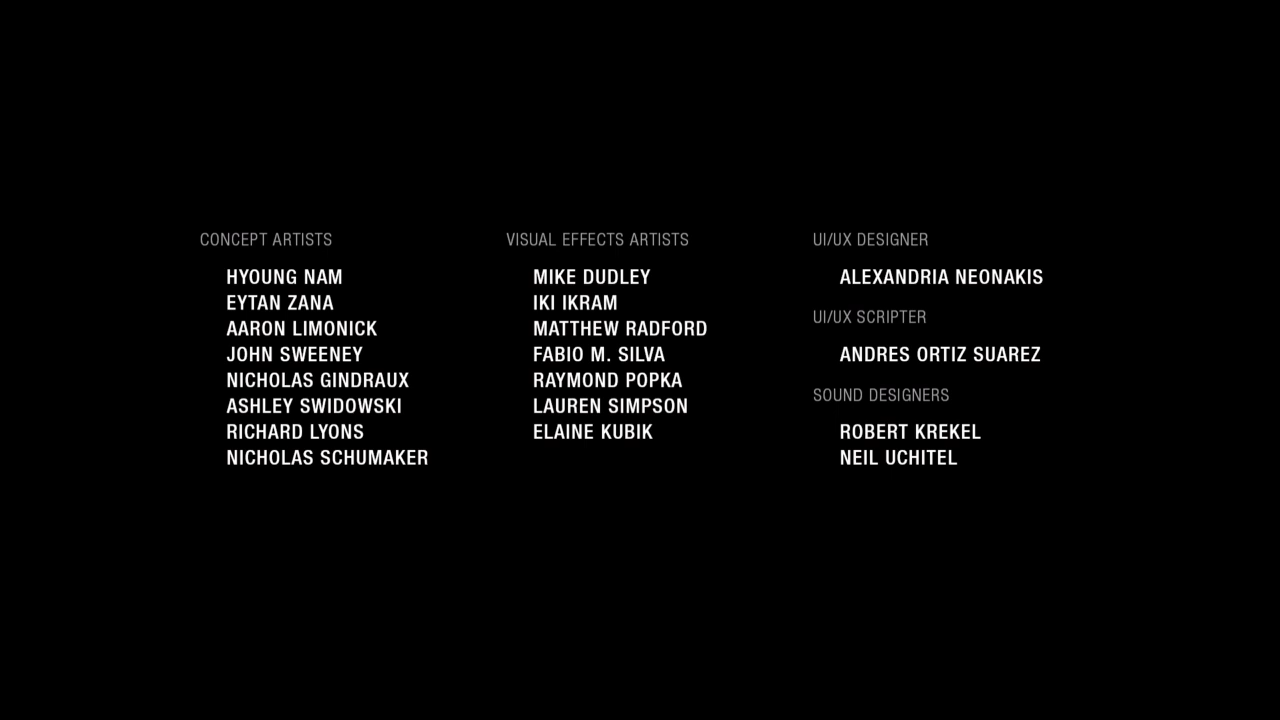 CONCEPT ARTISTS
HYOUNG NAM
EYTAN ZANA
AARON LIMONICK
JOHN SWEENEY
NICHOLAS GINDRAUX
ASHLEY SWIDOWSKI
RICHARD LYONS
NICHOLAS SCHUMAKER
VISUAL EFFECTS ARTISTS
MIKE DUDLEY
IKI IKRAM
MATTHEW RADFORD
FABIO M. SILVA
RAYMOND POPKA
LAUREN SIMPSON
ELAINE KUBIK
UI/UX DESIGNER
ALEXANDRIA NEONAKIS
UI/UX SCRIPTER
ANDRES ORTIZ SUAREZ
SOUND DESIGNERS
ROBERT KREKEL
NEIL UCHITEL